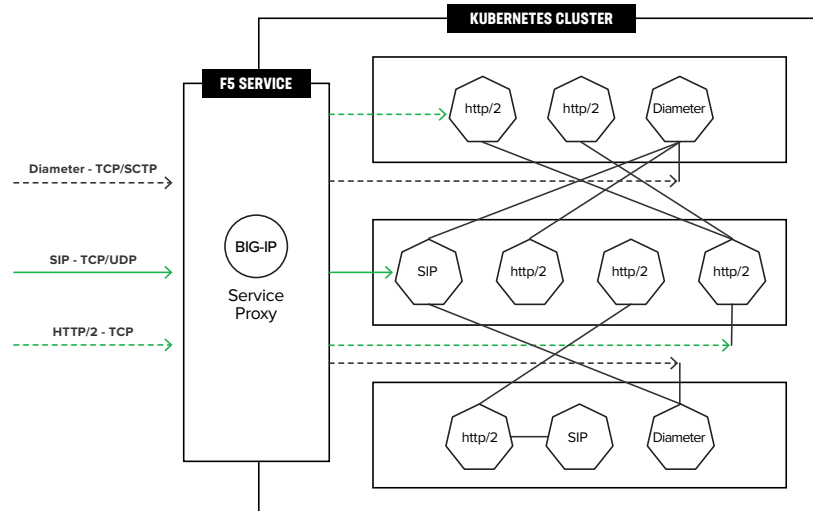 KUBERNETES CLUSTER
F5 SERVICE
http/2
http/2
Diameter
Diameter - TCP/SCTP
BIG-IP
Service
Proxy
SIP - TCP/UDP
SIP
http/2
http/2
http/2
HTTP/2 - TCP
http/2
SIP
Diameter